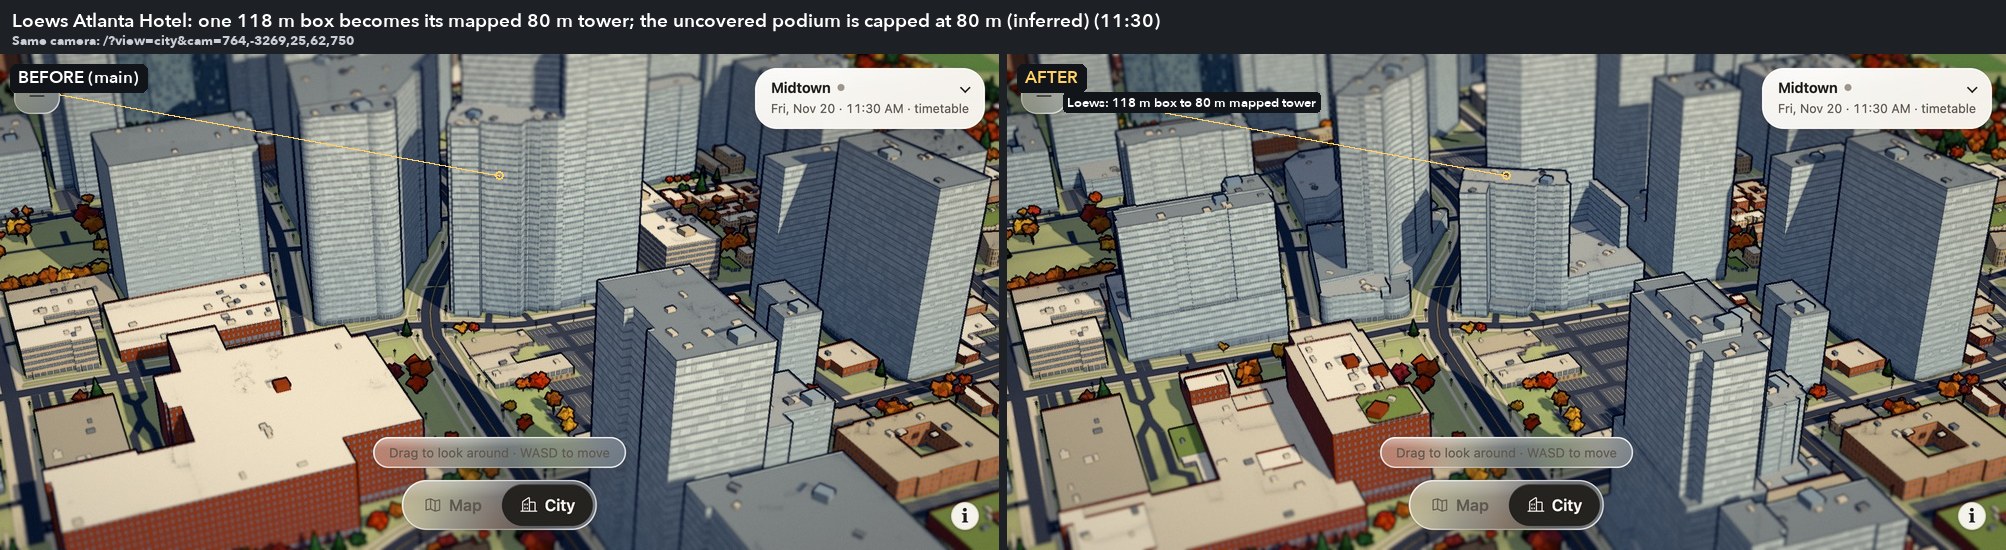 Loews Atlanta Hotel: one 118 m box becomes its mapped 80 m tower; the uncovered podium is capped at 80 m (inferred) (11:30)
Same camera: /?view=city&cam=764,-3269,25,62,750
BEFORE (main)
Midtown
Fri, Nov 20 · 11:30 AM · timetable
Drag to look around · WASD to move
Map
City
i
AFTER
Loews: 118 m box to 80 m mapped tower
Midtown
Fri, Nov 20 · 11:30 AM · timetable
Drag to look around · WASD to move
Map
City
i